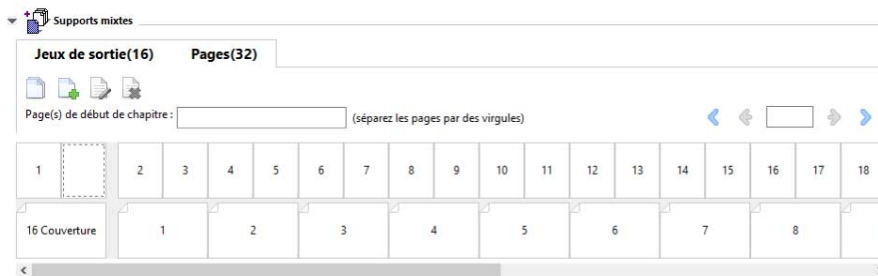 Supports mixtes
Jeux de sortie(16) Pages(32)
Page(s) de début de chapitre : (séparez les pages par des virgules)
1 2 3 4 5 6 7 8 9 10 11 12 13 14 15 16 17 18
16 Couverture 1 2 3 4 5 6 7 8